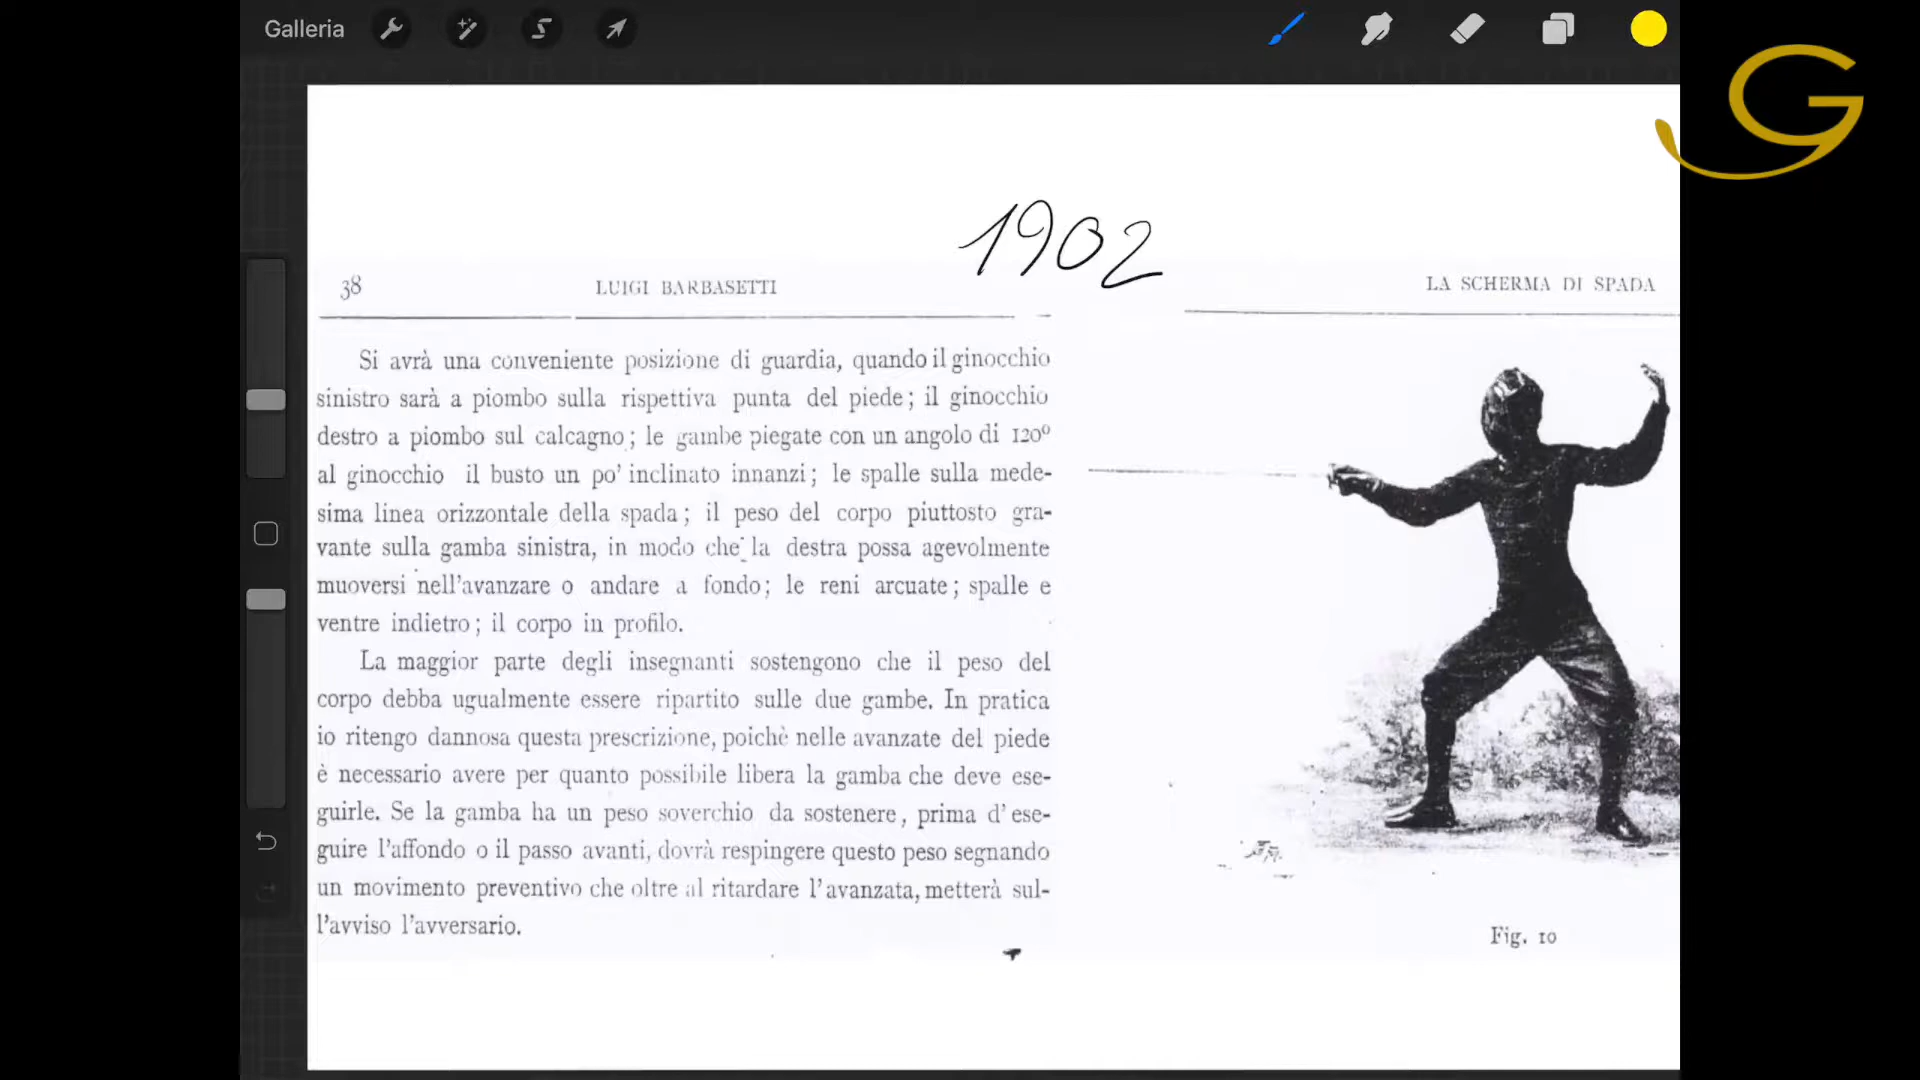 Galleria
1902
38
LUIGI BARBASETTI
LA SCHERMA DI SPADA
Si avrà una conveniente posizione di guardia, quando il ginocchio
sinistro sarà a piombo sulla rispettiva punta del piede; il ginocchio
destro a piombo sul calcagno; le gambe piegate con un angolo di 120º
al ginocchio il busto un po' inclinato innanzi; le spalle sulla mede-
sima linea orizzontale della spada; il peso del corpo piuttosto gra-
vante sulla gamba sinistra, in modo che la destra possa agevolmente
muoversi nell'avanzare o andare a fondo; le reni arcuate; spalle e
ventre indietro; il corpo in profilo.
La maggior parte degli insegnanti sostengono che il peso del
corpo debba ugualmente essere ripartito sulle due gambe. In pratica
io ritengo dannosa questa prescrizione, poichè nelle avanzate del piede
è necessario avere per quanto possibile libera la gamba che deve ese-
guirle. Se la gamba ha un peso soverchio da sostenere, prima d'ese-
guire l'affondo o il passo avanti, dovrà respingere questo peso segnando
un movimento preventivo che oltre al ritardare l'avanzata, metterà sul-
l'avviso l'avversario.
Fig. 10
G